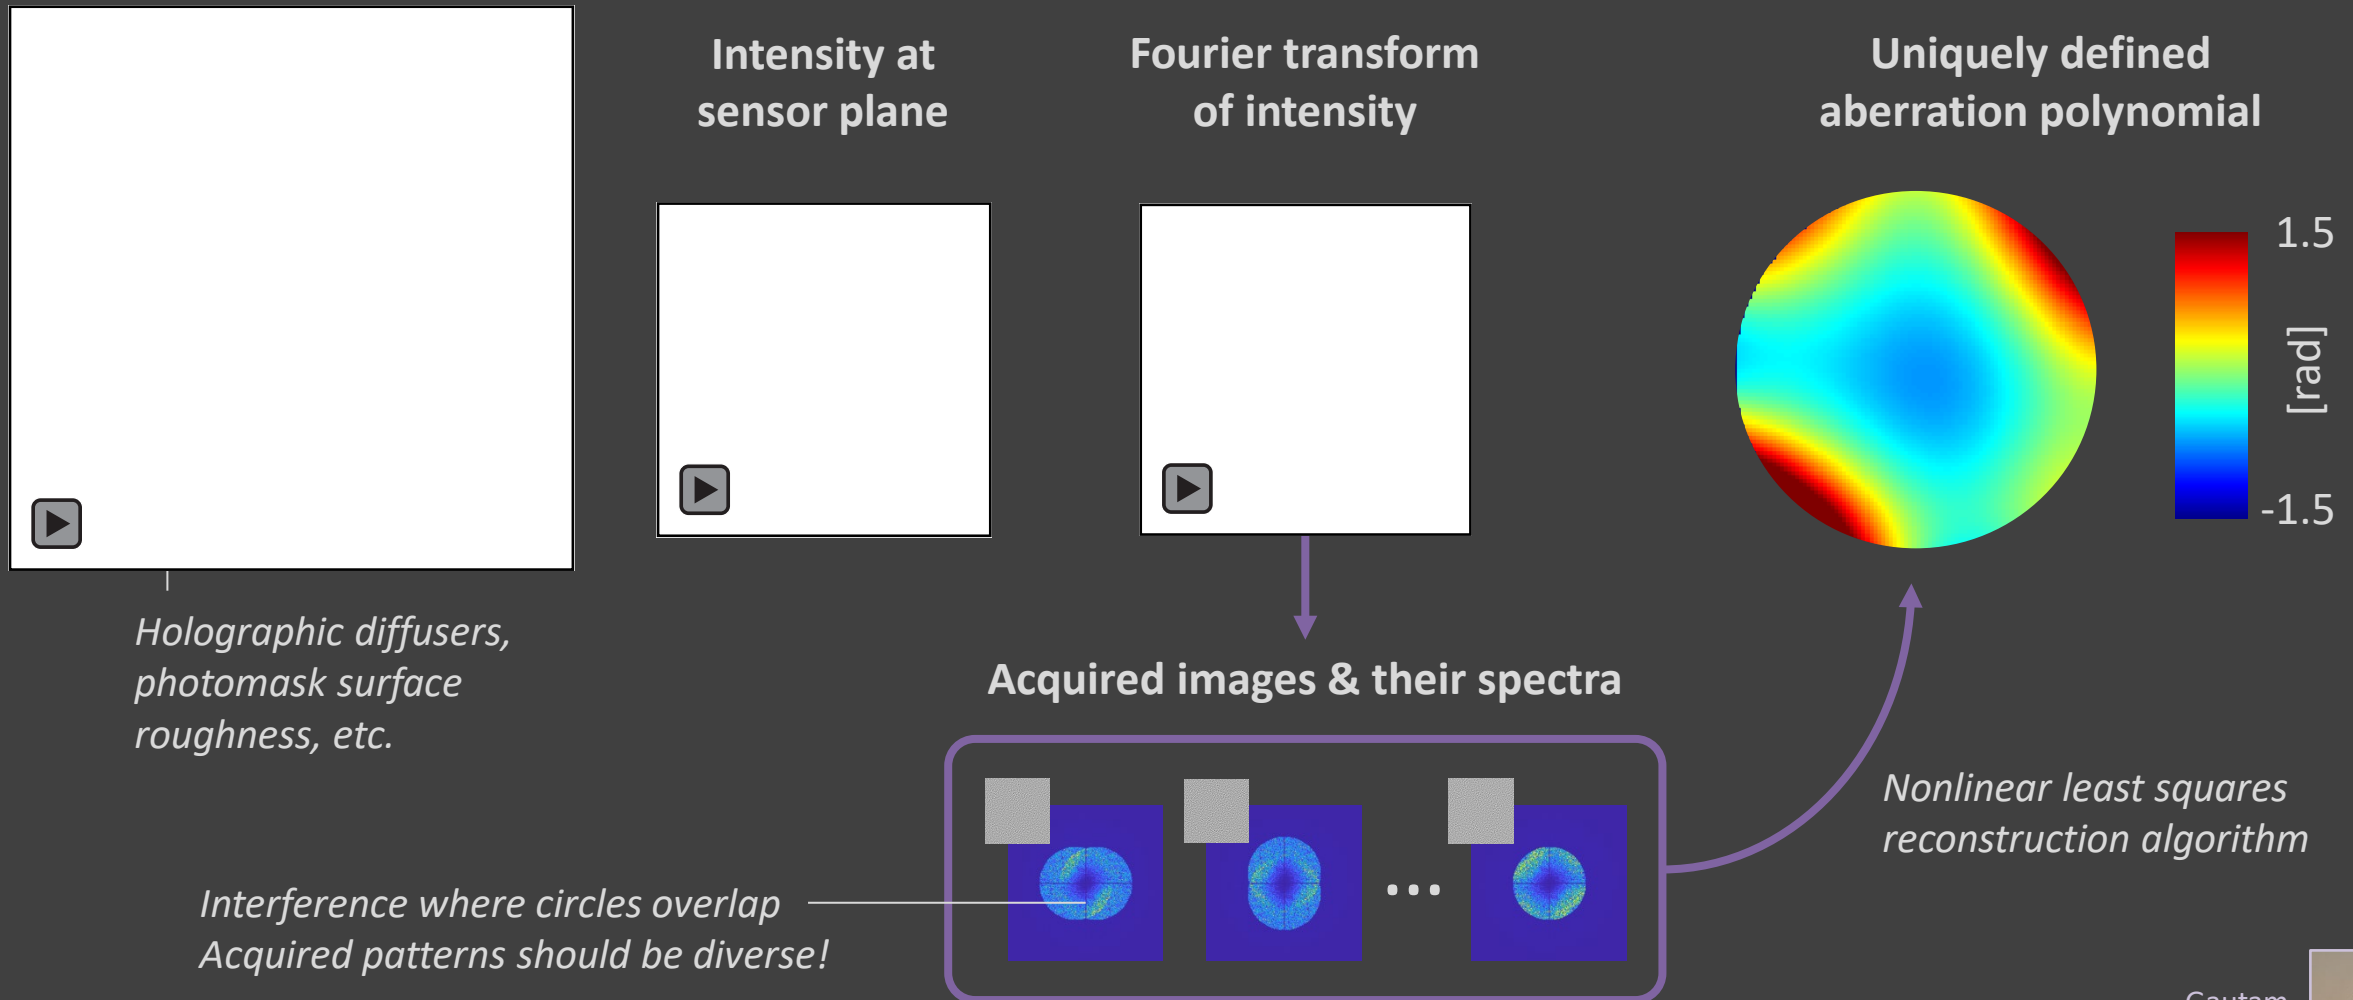 Intensity at
sensor plane
Fourier transform
of intensity
Uniquely defined
aberration polynomial
1.5
[rad]
-1.5
Holographic diffusers,
photomask surface
roughness, etc.
Acquired images & their spectra
...
Interference where circles overlap
Acquired patterns should be diverse!
Nonlinear least squares
reconstruction algorithm